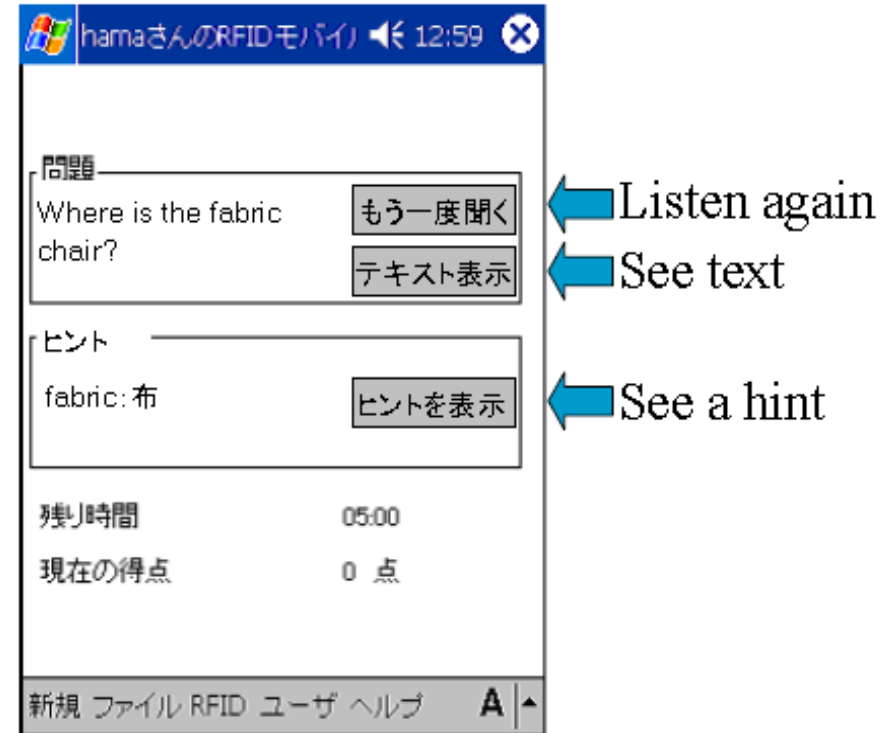 hamaさんのRFIDモバイ 12:59
問題
Where is the fabric
chair?
もう一度聞く
Listen again
テキスト表示
See text
ヒント
fabric:布
ヒントを表示
See a hint
残り時間 05:00
現在の得点 0 点
新規 ファイル RFID ユーザ ヘルプ A